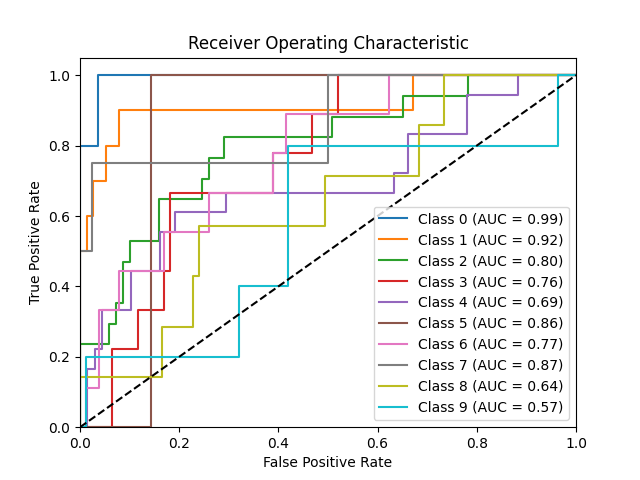 Receiver Operating Characteristic
True Positive Rate
1.0
0.8
0.6
0.4
0.2
0.0
Class 0 (AUC = 0.99)
Class 1 (AUC = 0.92)
Class 2 (AUC = 0.80)
Class 3 (AUC = 0.76)
Class 4 (AUC = 0.69)
Class 5 (AUC = 0.86)
Class 6 (AUC = 0.77)
Class 7 (AUC = 0.87)
Class 8 (AUC = 0.64)
Class 9 (AUC = 0.57)
0.0 0.2 0.4 0.6 0.8 1.0
False Positive Rate